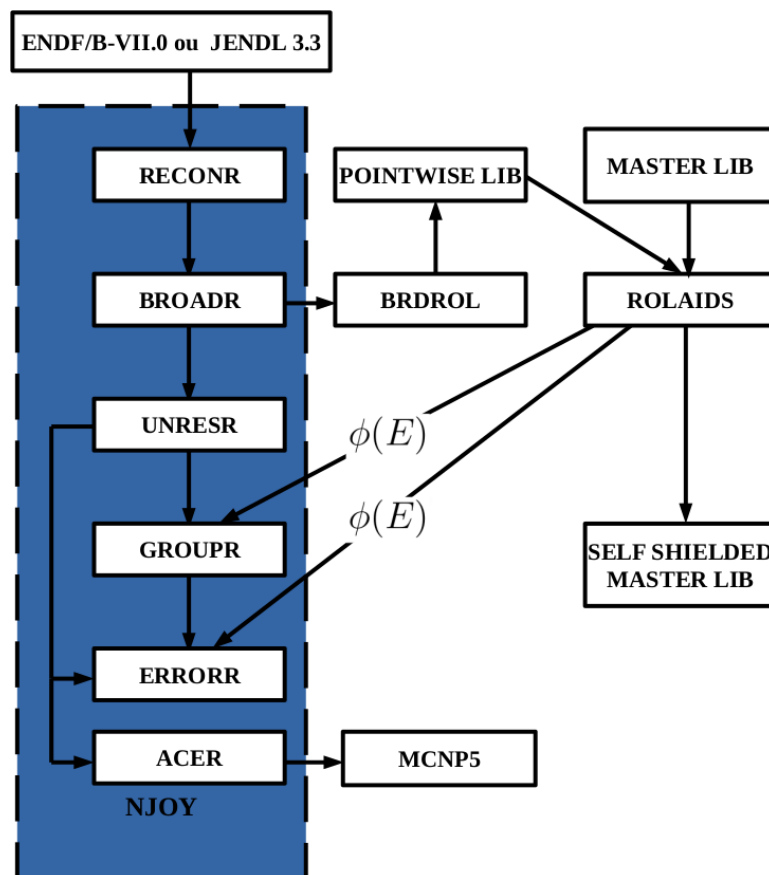 ENDF/B-VII.0 ou JENDL 3.3
RECONR
POINTWISE LIB
MASTER LIB
BROADR
BRDROL
ROLAIDS
UNRESR
ϕ(E)
ϕ(E)
GROUPR
SELF SHIELDED
MASTER LIB
ERRORR
ACER
MCNP5
NJOY